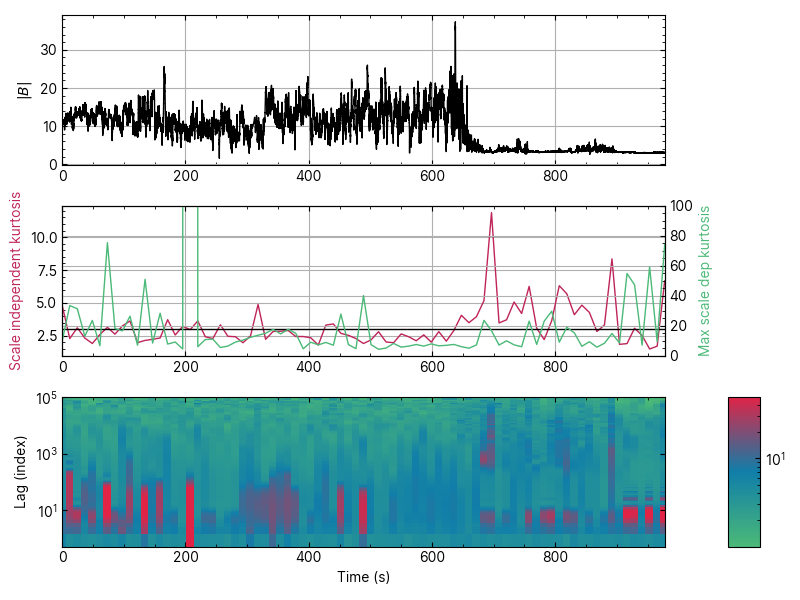 |B|
30
20
10
0
0 200 400 600 800
Scale independent kurtosis
10.0
7.5
5.0
2.5
100
80
60
40
20
0
Max scale dep kurtosis
0 200 400 600 800
Lag (index)
10^5
10^3
10^1
10^1
0 200 400 600 800
Time (s)